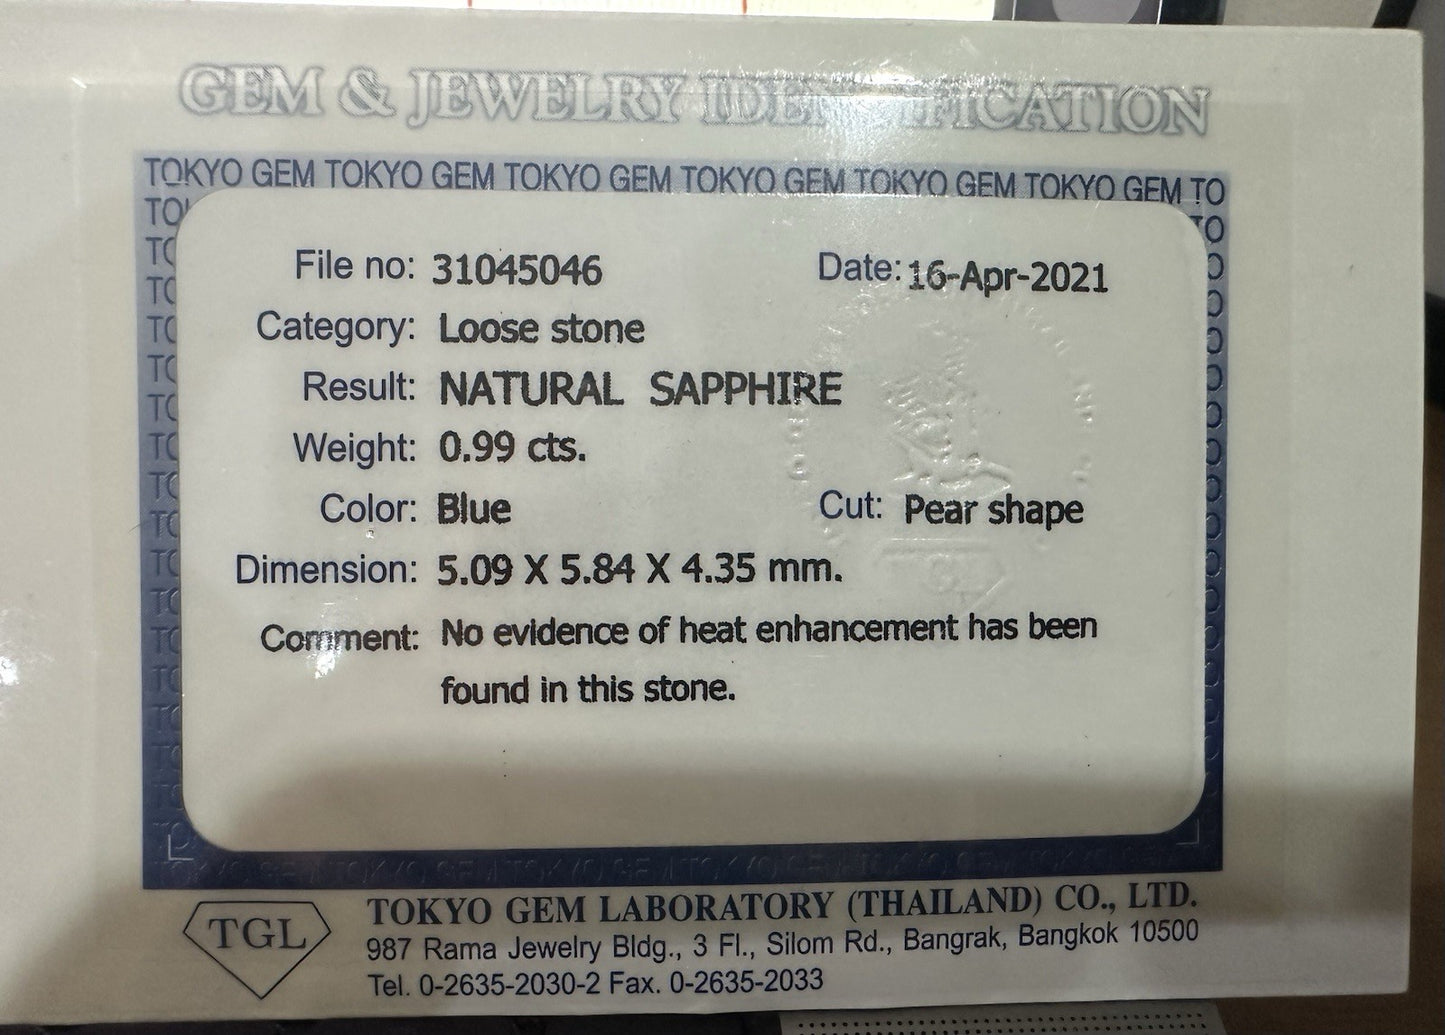 GEM & JEWELRY IDENTIFICATION
TOKYO GEM TOKYO GEM TOKYO GEM TOKYO GEM TOKYO GEM TOKYO GEM TO
File no: 31045046 Date: 16-Apr-2021
Category: Loose stone
Result: NATURAL SAPPHIRE
Weight: 0.99 cts.
Color: Blue Cut: Pear shape
Dimension: 5.09 X 5.84 X 4.35 mm.
Comment: No evidence of heat enhancement has been
found in this stone.
TGL
TOKYO GEM LABORATORY (THAILAND) CO., LTD.
987 Rama Jewelry Bldg., 3 Fl., Silom Rd., Bangrak, Bangkok 10500
Tel. 0-2635-2030-2 Fax. 0-2635-2033